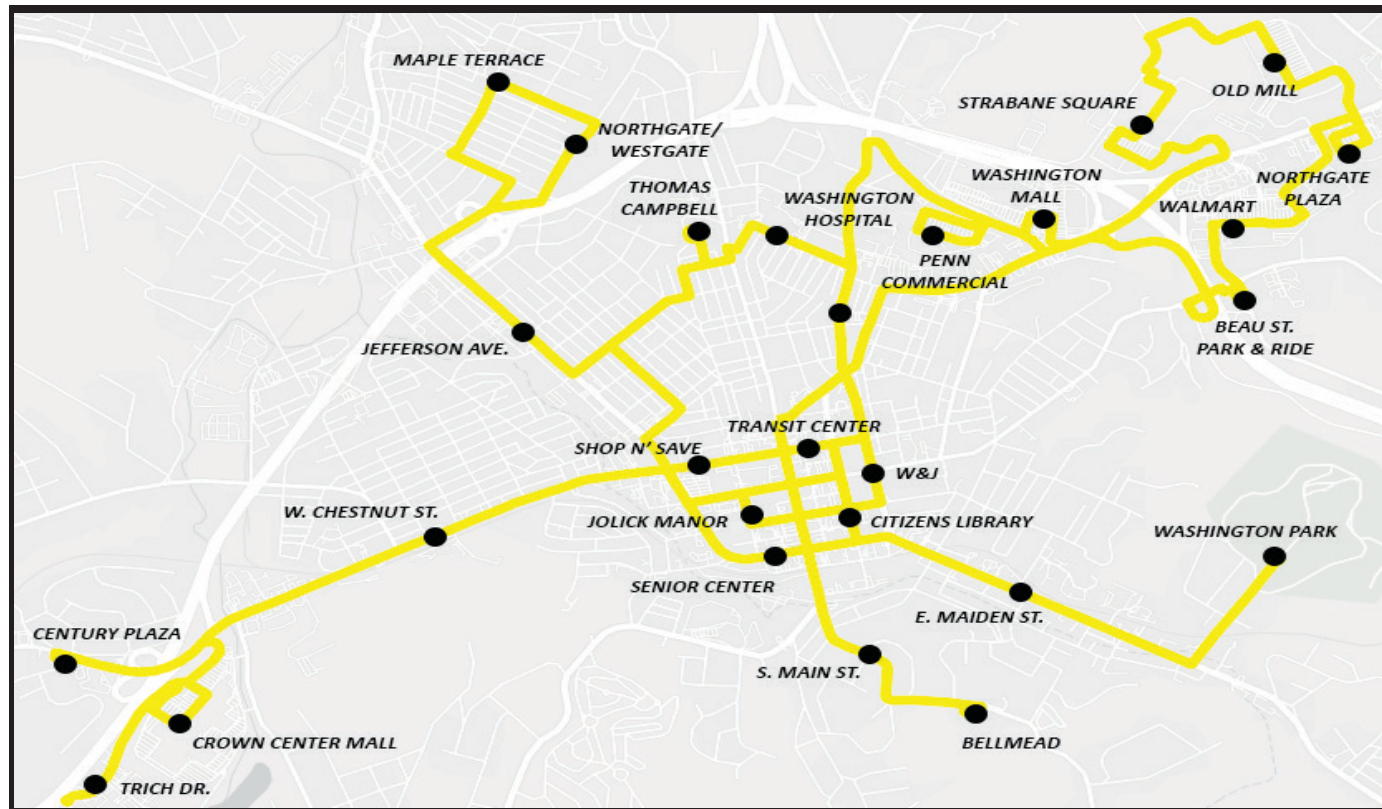 MAPLE TERRACE
OLD MILL
STRABANE SQUARE
NORTHGATE/
WESTGATE
THOMAS
CAMPBELL
WASHINGTON
HOSPITAL
WASHINGTON
MALL
NORTHGATE
PLAZA
WALMART
PENN
COMMERCIAL
BEAU ST.
PARK & RIDE
JEFFERSON AVE.
TRANSIT CENTER
SHOP N' SAVE
W&J
W. CHESTNUT ST.
JOLICK MANOR
CITIZENS LIBRARY
WASHINGTON PARK
SENIOR CENTER
E. MAIDEN ST.
CENTURY PLAZA
S. MAIN ST.
CROWN CENTER MALL
BELLMEAD
TRICH DR.